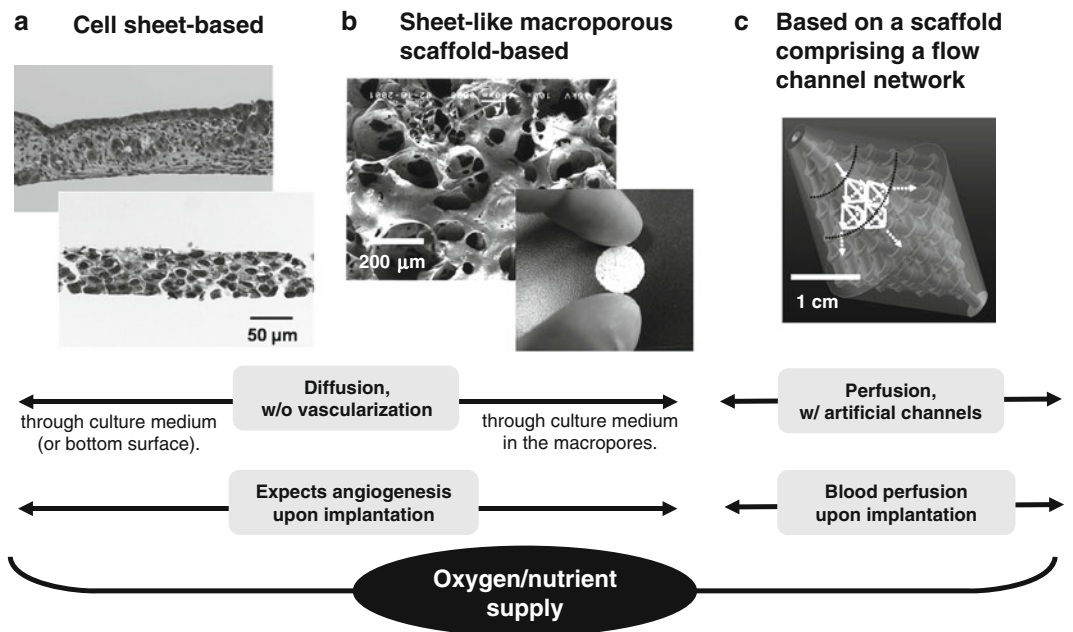 a Cell sheet-based
b Sheet-like macroporous
scaffold-based
c Based on a scaffold
comprising a flow
channel network
50 µm
200 µm
1 cm
Diffusion,
w/o vascularization
through culture medium
(or bottom surface).
through culture medium
in the macropores.
Perfusion,
w/ artificial channels
Expects angiogenesis
upon implantation
Blood perfusion
upon implantation
Oxygen/nutrient
supply